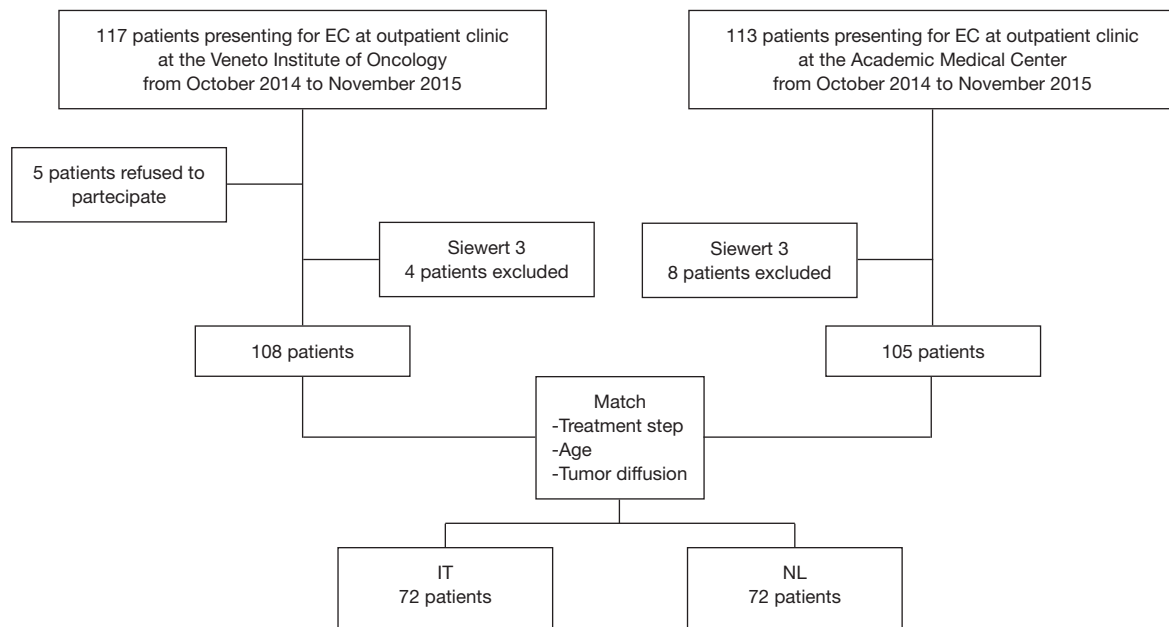 117 patients presenting for EC at outpatient clinic
at the Veneto Institute of Oncology
from October 2014 to November 2015
113 patients presenting for EC at outpatient clinic
at the Academic Medical Center
from October 2014 to November 2015
5 patients refused to
partecipate
Siewert 3
4 patients excluded
Siewert 3
8 patients excluded
108 patients
105 patients
Match
-Treatment step
-Age
-Tumor diffusion
IT
72 patients
NL
72 patients